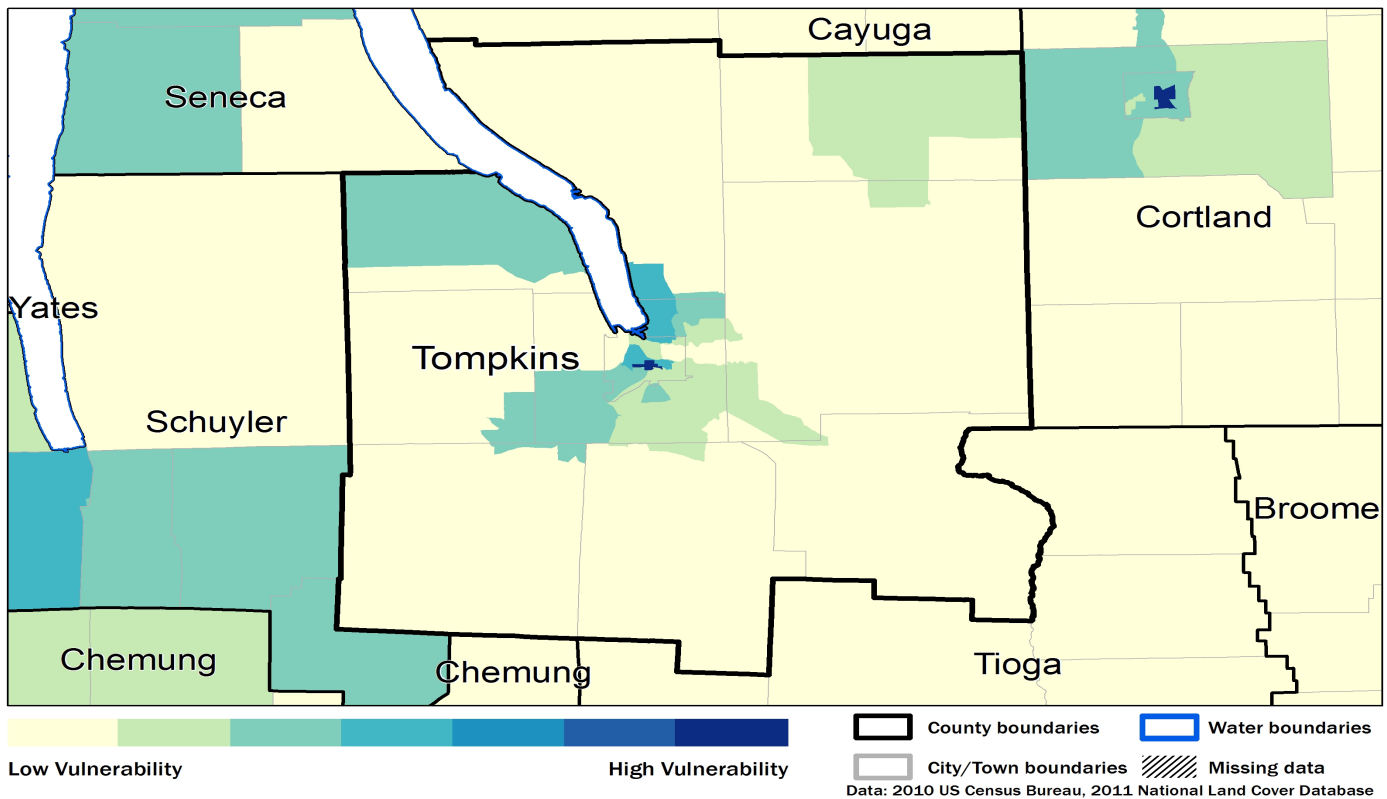 Cayuga
Seneca
Cortland
Yates
Tompkins
Schuyler
Broome
Chemung
Chemung
Tioga
Low Vulnerability
High Vulnerability
County boundaries
Water boundaries
City/Town boundaries
Missing data
Data: 2010 US Census Bureau, 2011 National Land Cover Database